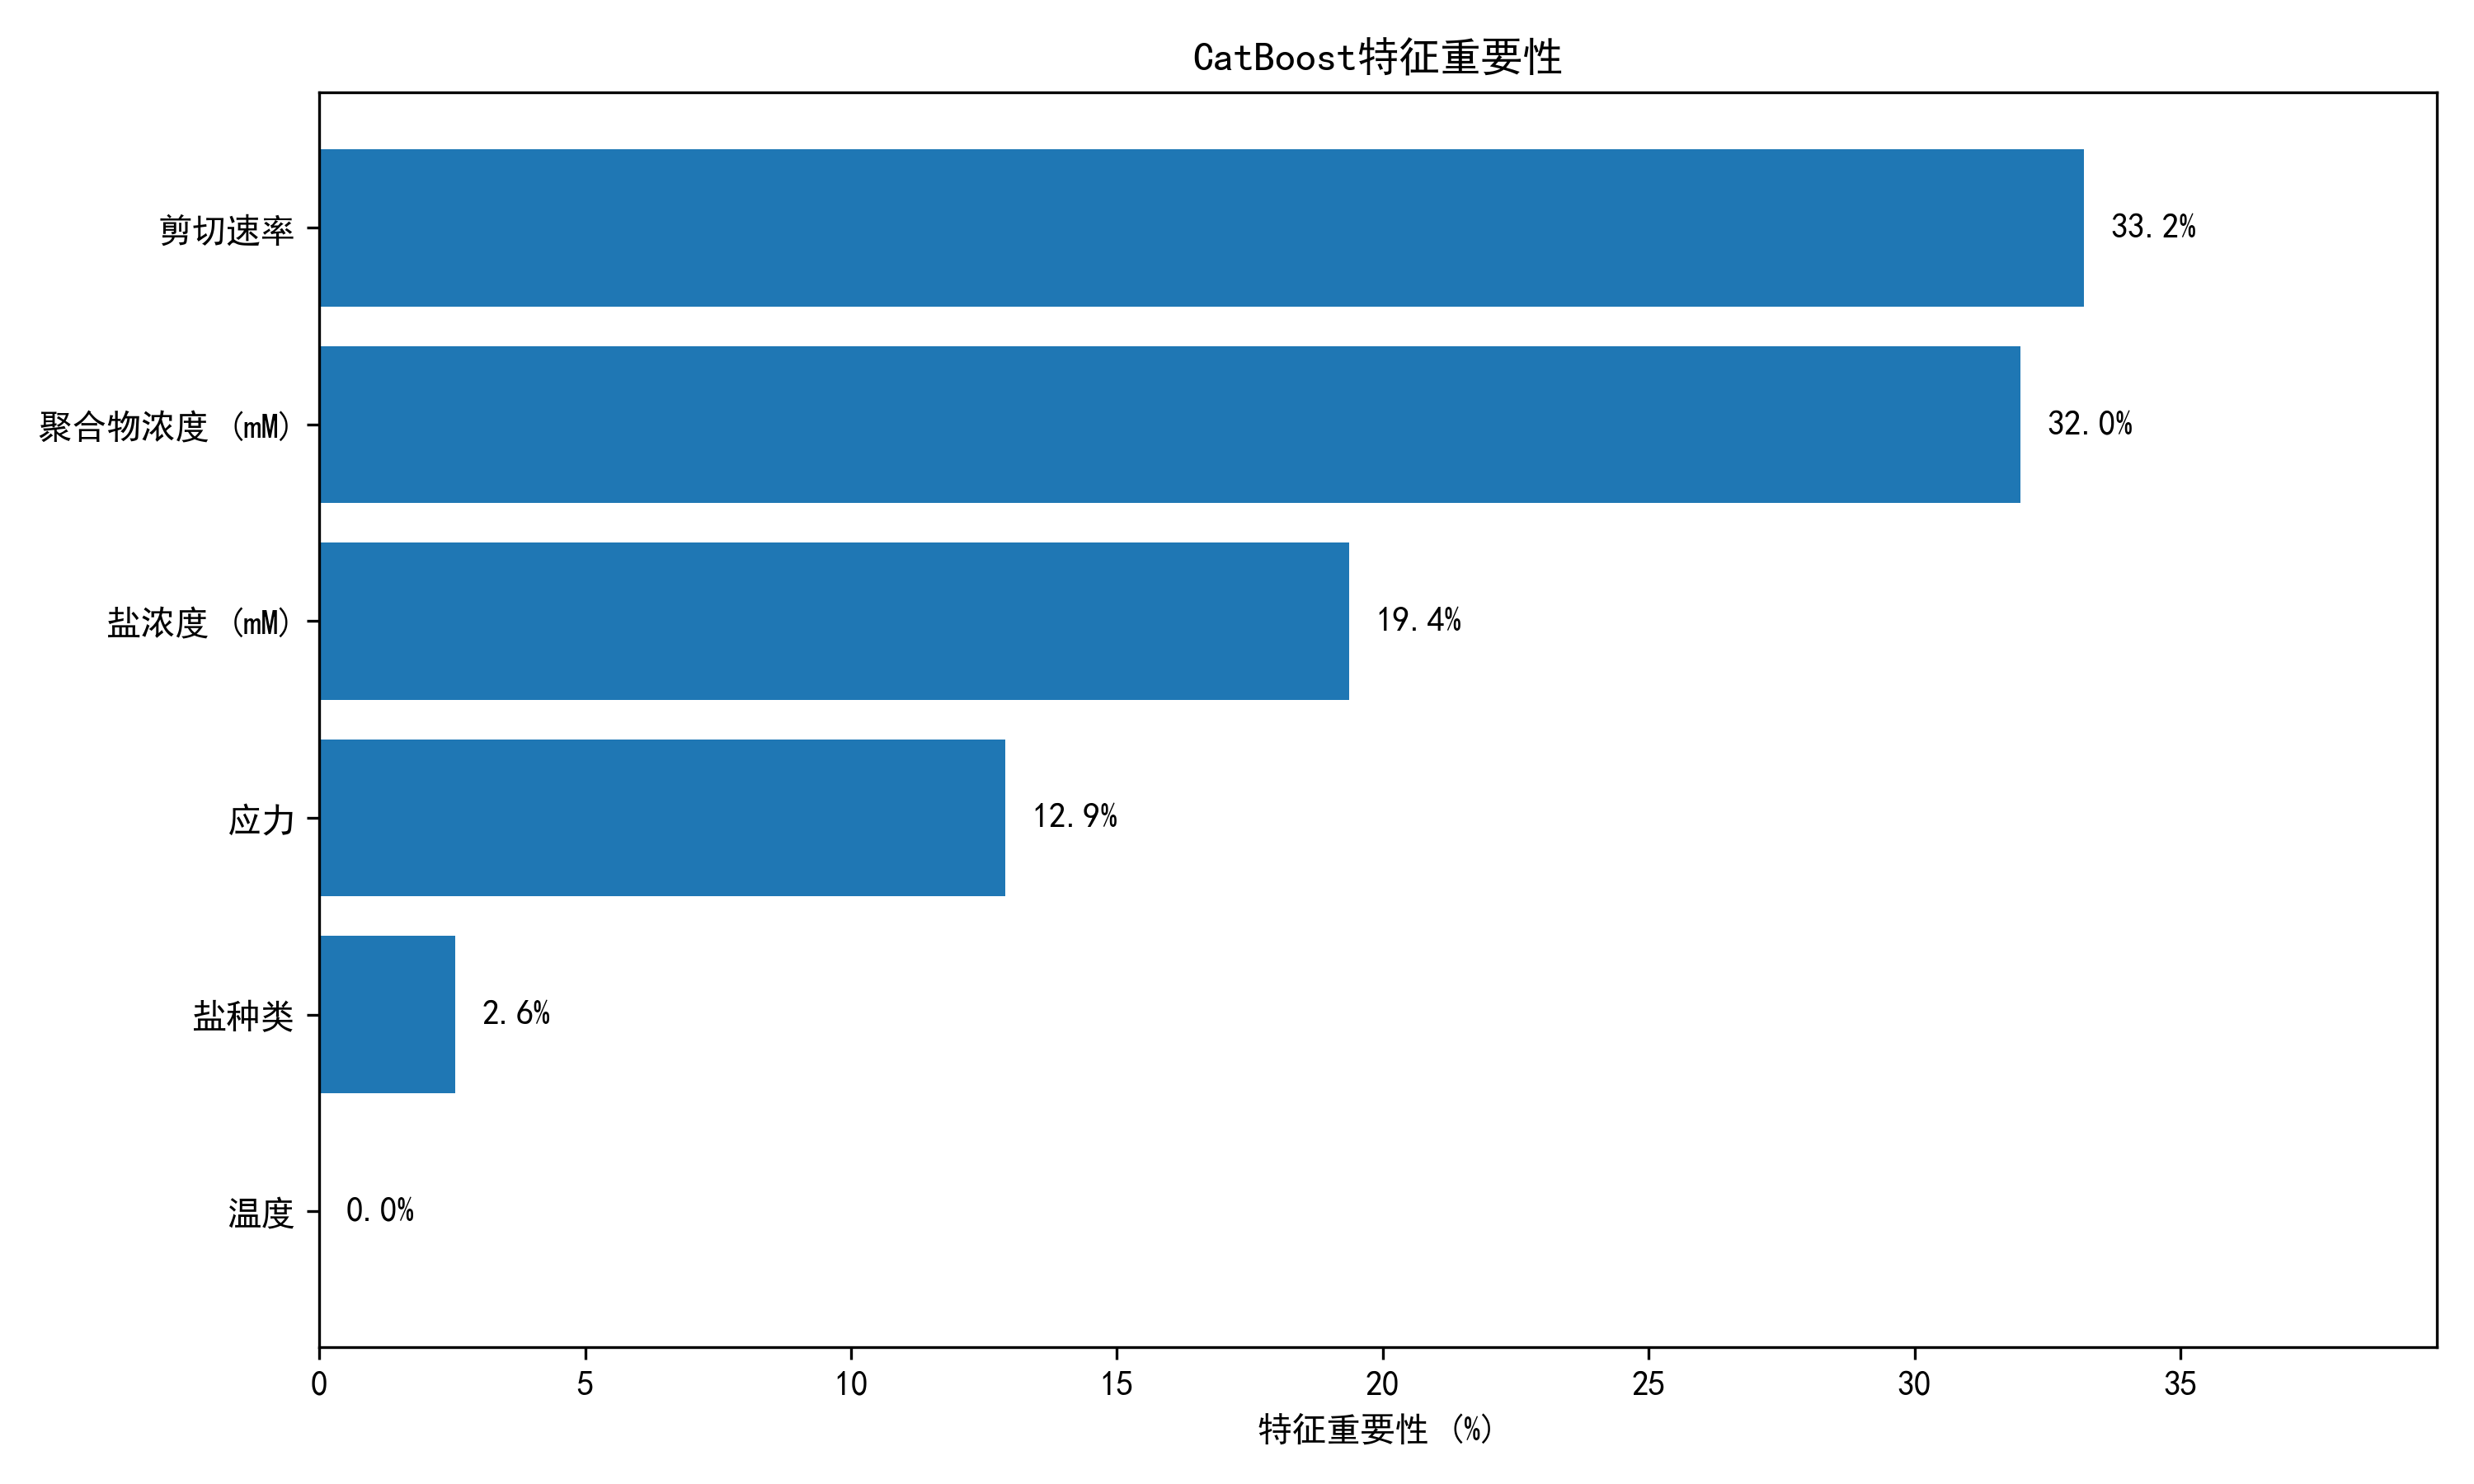 CatBoost特征重要性
剪切速率
33.2%
聚合物浓度 (mM)
32.0%
盐浓度 (mM)
19.4%
应力
12.9%
盐种类
2.6%
温度
0.0%
0 5 10 15 20 25 30 35
特征重要性 (%)